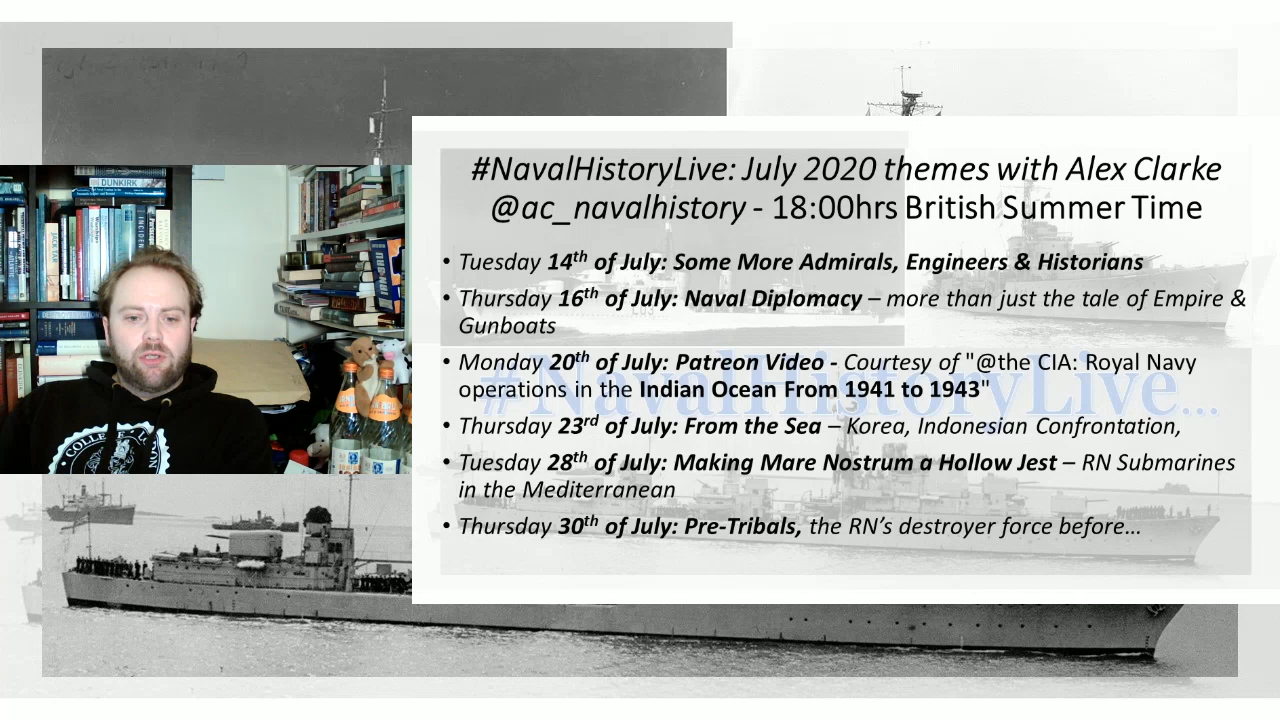 #NavalHistoryLive: July 2020 themes with Alex Clarke
@ac_navalhistory - 18:00hrs British Summer Time
• Tuesday 14th of July: Some More Admirals, Engineers & Historians
• Thursday 16th of July: Naval Diplomacy – more than just the tale of Empire &
Gunboats
• Monday 20th of July: Patreon Video - Courtesy of "@the CIA: Royal Navy
operations in the Indian Ocean From 1941 to 1943"
• Thursday 23rd of July: From the Sea – Korea, Indonesian Confrontation,
• Tuesday 28th of July: Making Mare Nostrum a Hollow Jest – RN Submarines
in the Mediterranean
• Thursday 30th of July: Pre-Tribals, the RN's destroyer force before…
#NavalHistoryLive...
DUNKIRK